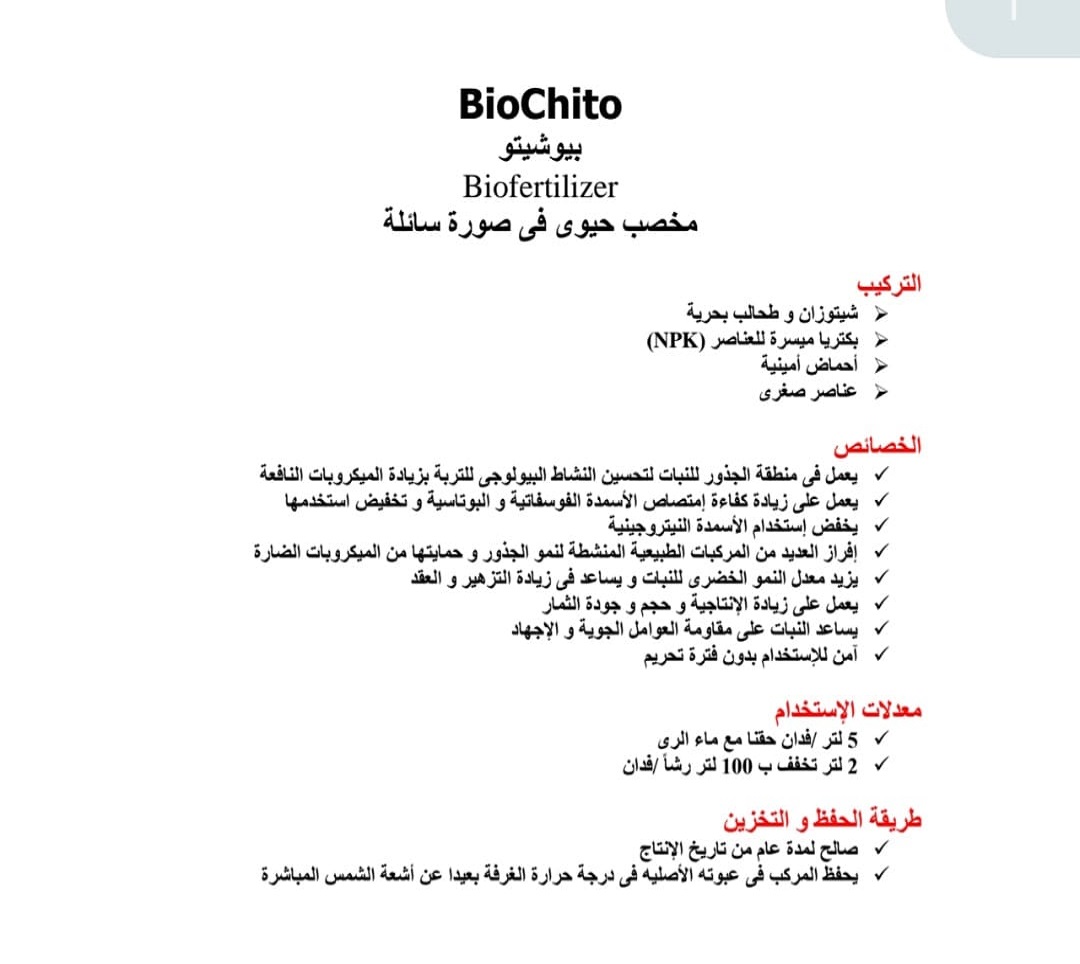 BioChito
بيوشيتو
Biofertilizer
مخصب حيوى فى صورة سائلة
التركيب
شيتوزان و طحالب بحرية
بكتريا ميسرة للعناصر (NPK)
أحماض أمينية
عناصر صغرى
الخصائص
يعمل فى منطقة الجذور للنبات لتحسين النشاط البيولوجى للتربة بزيادة الميكروبات النافعة
يعمل على زيادة كفاءة إمتصاص الأسمدة الفوسفاتية و البوتاسية و تخفيض استخدمها
يخفض إستخدام الأسمدة النيتروجينية
إفراز العديد من المركبات الطبيعية المنشطة لنمو الجذور و حمايتها من الميكروبات الضارة
يزيد معدل النمو الخضرى للنبات و يساعد فى زيادة التزهير و العقد
يعمل على زيادة الإنتاجية و حجم و جودة الثمار
يساعد النبات على مقاومة العوامل الجوية و الإجهاد
آمن للإستخدام بدون فترة تحريم
معدلات الإستخدام
5 لتر /فدان حقنا مع ماء الرى
2 لتر تخفف ب 100 لتر رشاً /فدان
طريقة الحفظ و التخزين
صالح لمدة عام من تاريخ الإنتاج
يحفظ المركب فى عبوته الأصليه فى درجة حرارة الغرفة بعيدا عن أشعة الشمس المباشرة